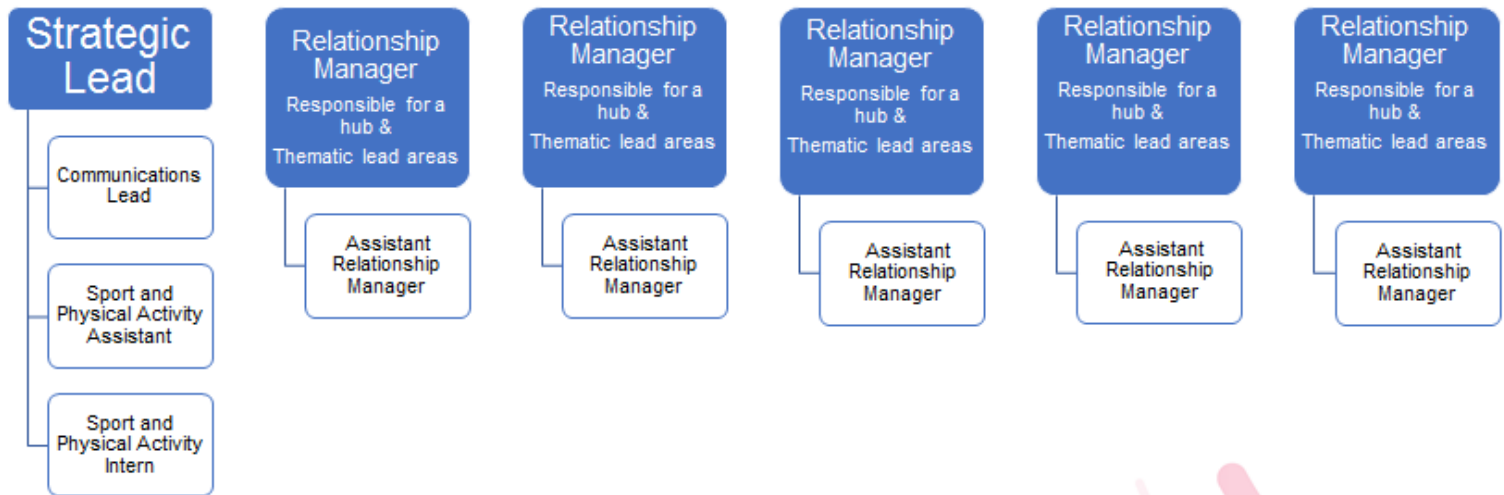 Strategic
Lead
Communications
Lead
Sport and
Physical Activity
Assistant
Sport and
Physical Activity
Intern
Relationship
Manager
Responsible for a
hub &
Thematic lead areas
Assistant
Relationship
Manager
Relationship
Manager
Responsible for a
hub &
Thematic lead areas
Assistant
Relationship
Manager
Relationship
Manager
Responsible for a
hub &
Thematic lead areas
Assistant
Relationship
Manager
Relationship
Manager
Responsible for a
hub &
Thematic lead areas
Assistant
Relationship
Manager
Relationship
Manager
Responsible for a
hub &
Thematic lead areas
Assistant
Relationship
Manager